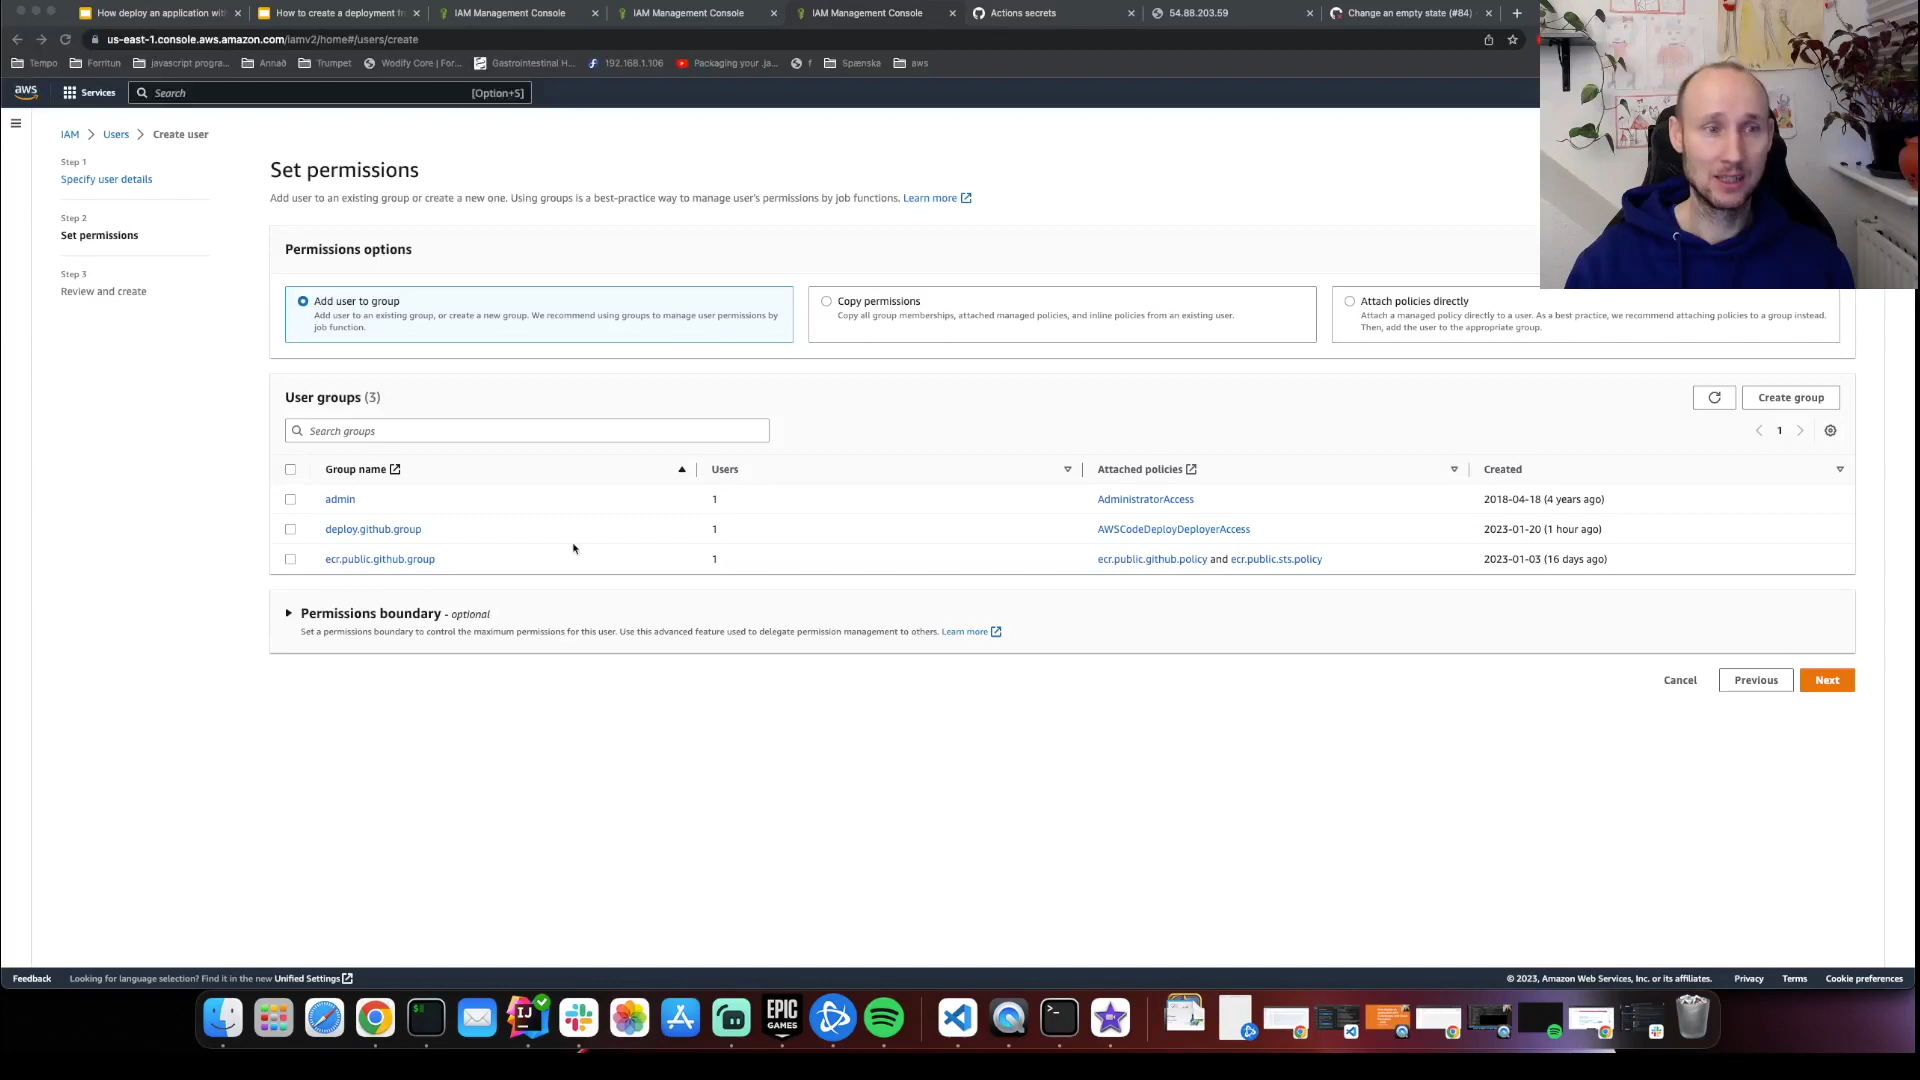 How deploy an application wit
How to create a deployment fr
IAM Management Console
IAM Management Console
IAM Management Console
Actions secrets
54.88.203.59
Change an empty state (#84)
us-east-1.console.aws.amazon.com/iamv2/home#/users/create
Tempo
Forritun
javascript progra...
Annað
Trumpet
Wodify Core | For...
Gastrointestinal H...
192.168.1.106
Packaging your .ja...
f
Spænska
aws
aws
Services
Search
[Option+S]
IAM
Users
Create user
Step 1
Specify user details
Step 2
Set permissions
Step 3
Review and create
Set permissions
Add user to an existing group or create a new one. Using groups is a best-practice way to manage user's permissions by job functions. Learn more
Permissions options
Add user to group
Add user to an existing group, or create a new group. We recommend using groups to manage user permissions by
job function.
Copy permissions
Copy all group memberships, attached managed policies, and inline policies from an existing user.
Attach policies directly
Attach a managed policy directly to a user. As a best practice, we recommend attaching policies to a group instead.
Then, add the user to the appropriate group.
User groups (3)
Create group
Search groups
1
Group name
Users
Attached policies
Created
admin
1
AdministratorAccess
2018-04-18 (4 years ago)
deploy.github.group
1
AWSCodeDeployDeployerAccess
2023-01-20 (1 hour ago)
ecr.public.github.group
1
ecr.public.github.policy and ecr.public.sts.policy
2023-01-03 (16 days ago)
Permissions boundary - optional
Set a permissions boundary to control the maximum permissions for this user. Use this advanced feature used to delegate permission management to others. Learn more
Cancel
Previous
Next
Feedback
Looking for language selection? Find it in the new Unified Settings
© 2023, Amazon Web Services, Inc. or its affiliates.
Privacy
Terms
Cookie preferences
IJ
EPIC
GAMES